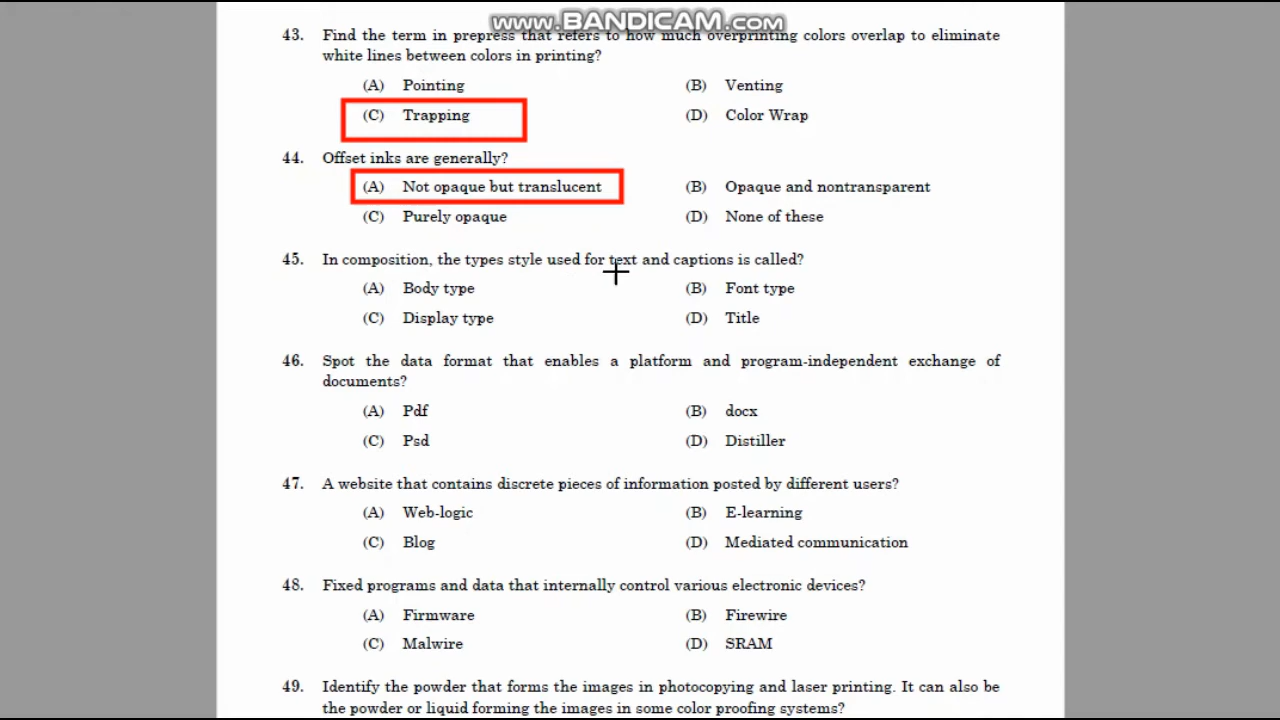 www.BANDICAM.com
43. Find the term in prepress that refers to how much overprinting colors overlap to eliminate
white lines between colors in printing?
(A) Pointing (B) Venting
(C) Trapping (D) Color Wrap
44. Offset inks are generally?
(A) Not opaque but translucent (B) Opaque and nontransparent
(C) Purely opaque (D) None of these
45. In composition, the types style used for text and captions is called?
(A) Body type (B) Font type
(C) Display type (D) Title
46. Spot the data format that enables a platform and program-independent exchange of
documents?
(A) Pdf (B) docx
(C) Psd (D) Distiller
47. A website that contains discrete pieces of information posted by different users?
(A) Web-logic (B) E-learning
(C) Blog (D) Mediated communication
48. Fixed programs and data that internally control various electronic devices?
(A) Firmware (B) Firewire
(C) Malwire (D) SRAM
49. Identify the powder that forms the images in photocopying and laser printing. It can also be
the powder or liquid forming the images in some color proofing systems?